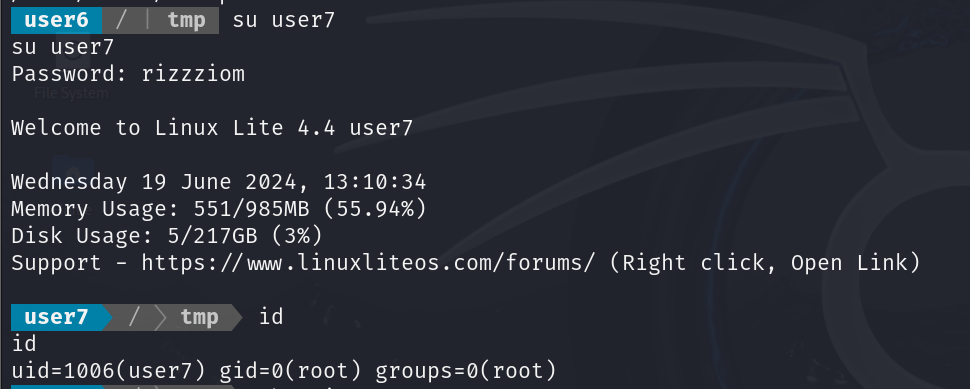 user6 / tmp su user7
su user7
Password: rizzziom
File System
Welcome to Linux Lite 4.4 user7
Wednesday 19 June 2024, 13:10:34
Memory Usage: 551/985MB (55.94%)
Disk Usage: 5/217GB (3%)
Support - https://www.linuxliteos.com/forums/ (Right click, Open Link)
user7 / tmp id
id
uid=1006(user7) gid=0(root) groups=0(root)